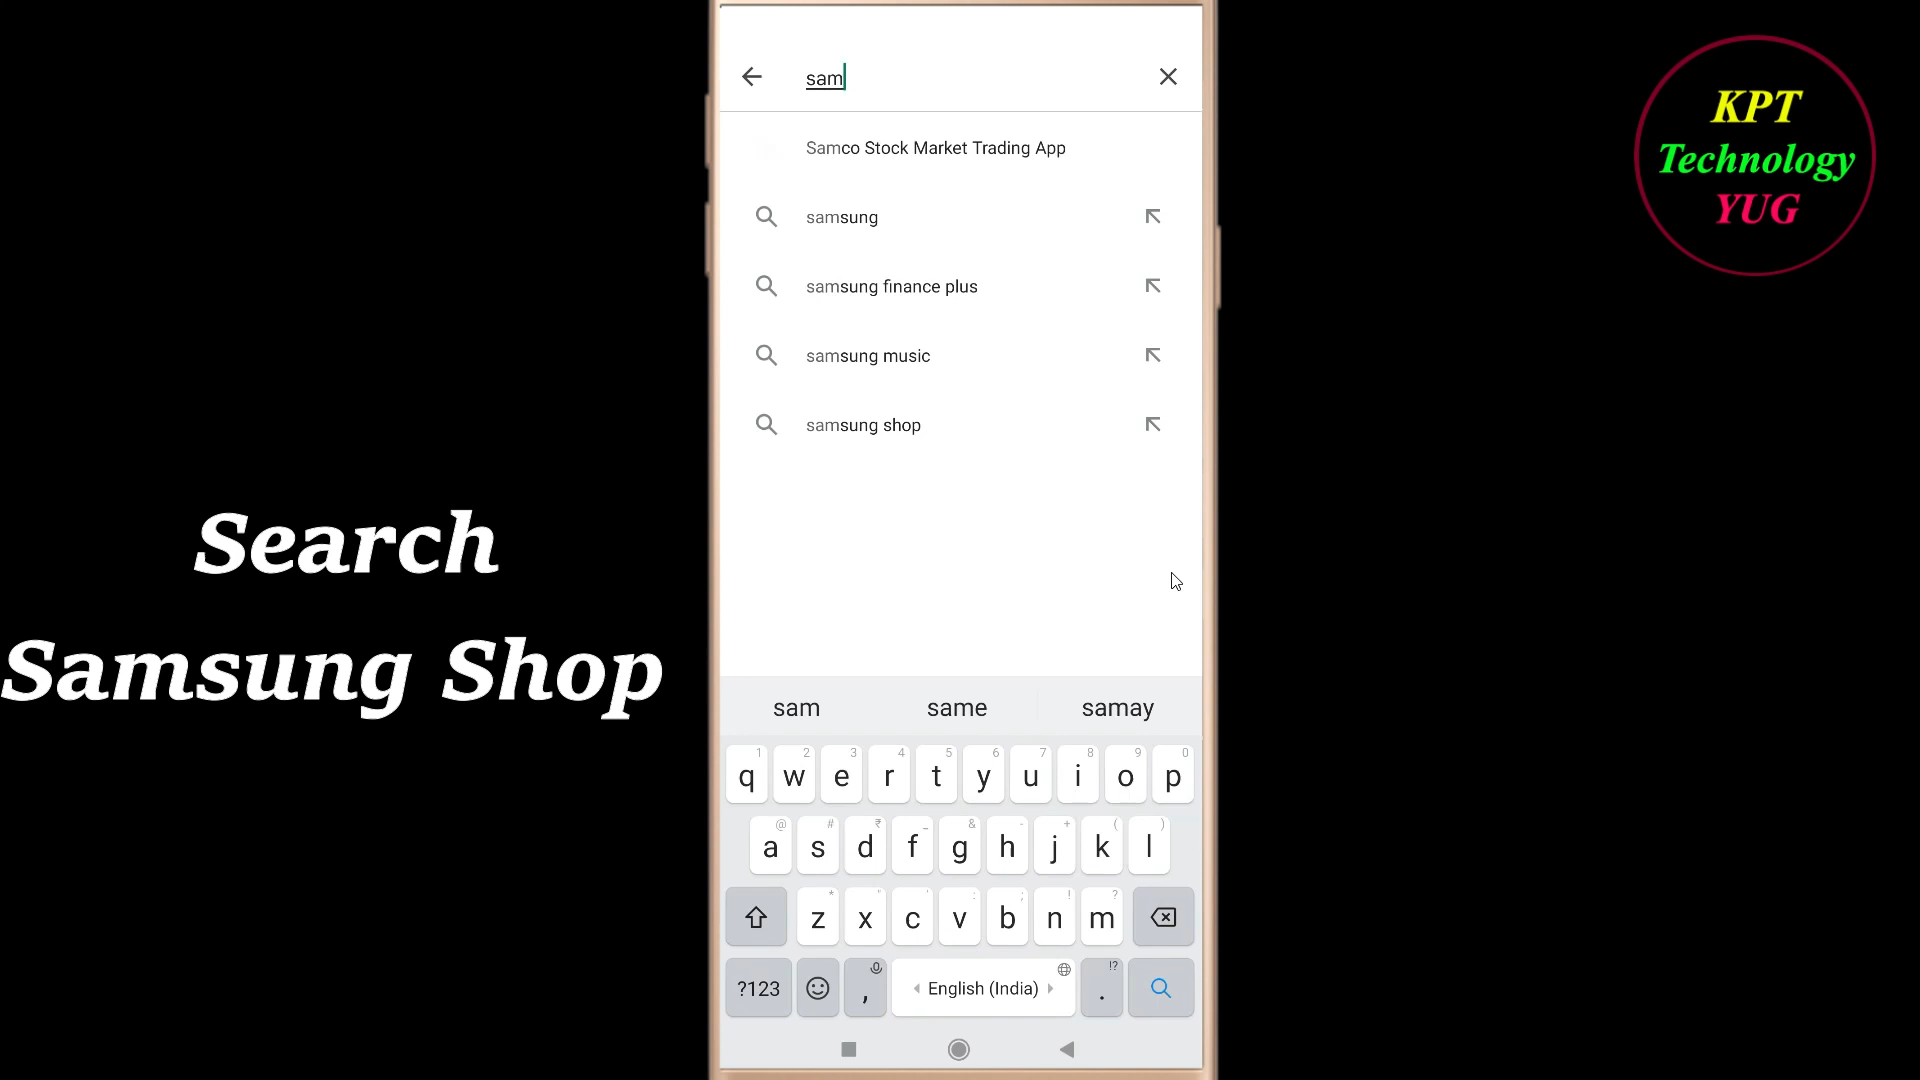 sam
Samco Stock Market Trading App
samsung
samsung finance plus
samsung music
samsung shop
KPT
Technology
YUG
Search
Samsung Shop
sam same samay
1 2 3 4 5 6 7 8 9 0
q w e r t y u i o p
@ # ₹ _ & - + ( )
a s d f g h j k l
* " ' : ; ! ?
z x c v b n m
!?
?123 , English (India) .